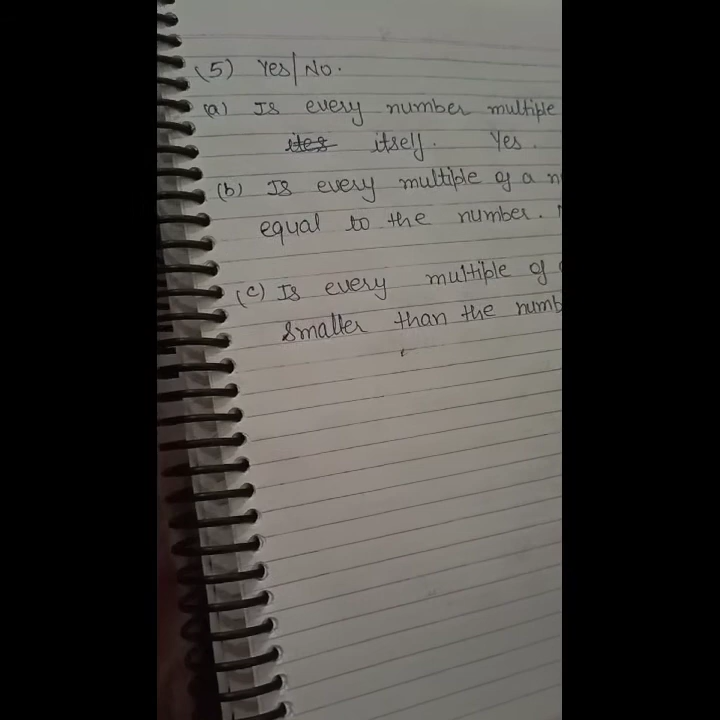 (5) Yes/No.
(a) Is every number multiple
ites itself. Yes.
(b) Is every multiple of a
equal to the number.
(c) Is every multiple of
smaller than the